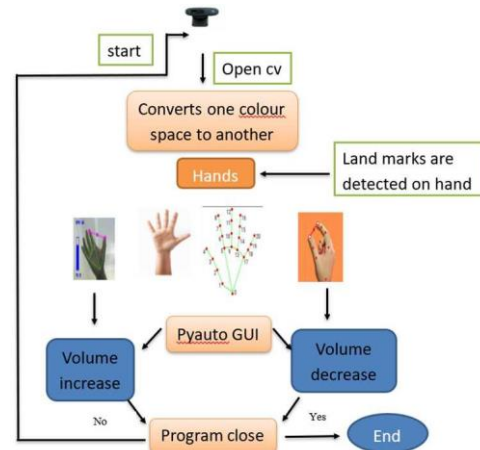 start
Open cv
Converts one colour
space to another
Hands
Land marks are
detected on hand
Pyauto GUI
Volume
increase
Volume
decrease
No
Yes
Program close
End